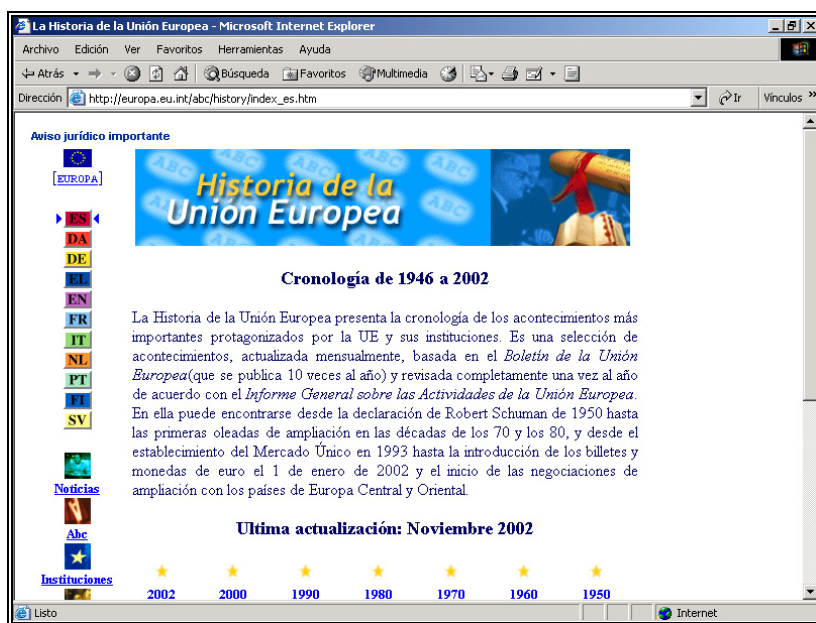 La Historia de la Unión Europea - Microsoft Internet Explorer
Archivo Edición Ver Favoritos Herramientas Ayuda
Atrás Búsqueda Favoritos Multimedia
Dirección http://europa.eu.int/abc/history/index_es.htm Ir Vínculos »
Aviso jurídico importante
[EUROPA]
ABC ABC ABC ABC
Historia de la
Unión Europea
ES
DA
DE
EL
EN
FR
IT
NL
PT
FI
SV
Noticias
Abc
Instituciones
Cronología de 1946 a 2002
La Historia de la Unión Europea presenta la cronología de los acontecimientos más
importantes protagonizados por la UE y sus instituciones. Es una selección de
acontecimientos, actualizada mensualmente, basada en el Boletín de la Unión
Europea(que se publica 10 veces al año) y revisada completamente una vez al año
de acuerdo con el Informe General sobre las Actividades de la Unión Europea.
En ella puede encontrarse desde la declaración de Robert Schuman de 1950 hasta
las primeras oleadas de ampliación en las décadas de los 70 y los 80, y desde el
establecimiento del Mercado Único en 1993 hasta la introducción de los billetes y
monedas de euro el 1 de enero de 2002 y el inicio de las negociaciones de
ampliación con los países de Europa Central y Oriental.
Ultima actualización: Noviembre 2002
2002 2000 1990 1980 1970 1960 1950
Listo Internet